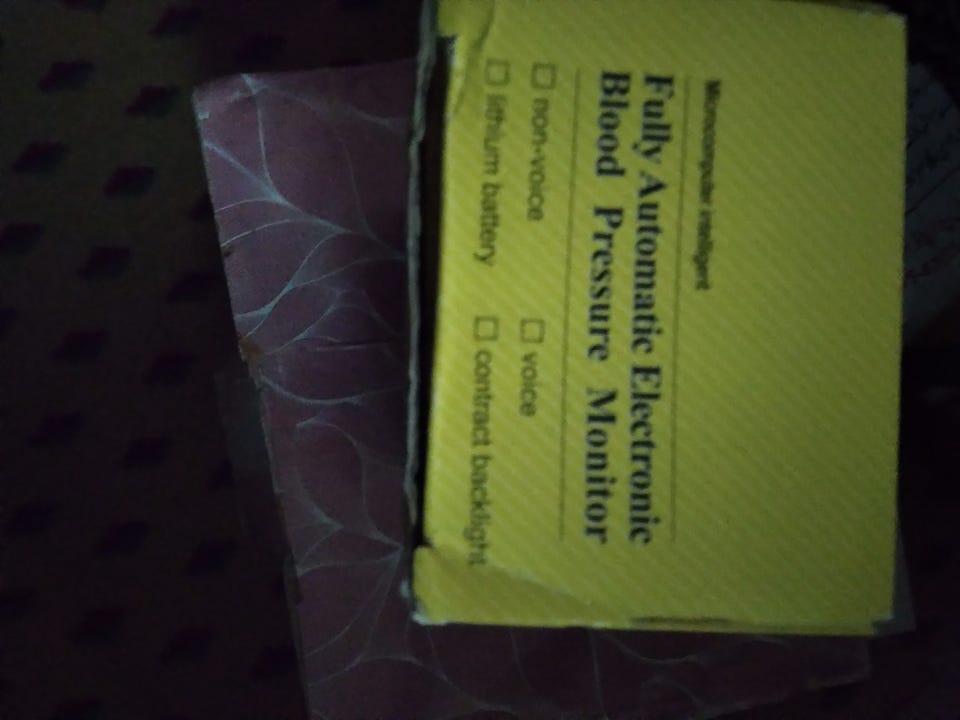 Microcomputer intelligent
Fully Automatic Electronic
Blood Pressure Monitor
□ non-voice □ voice
□ lithium battery □ contract backlight